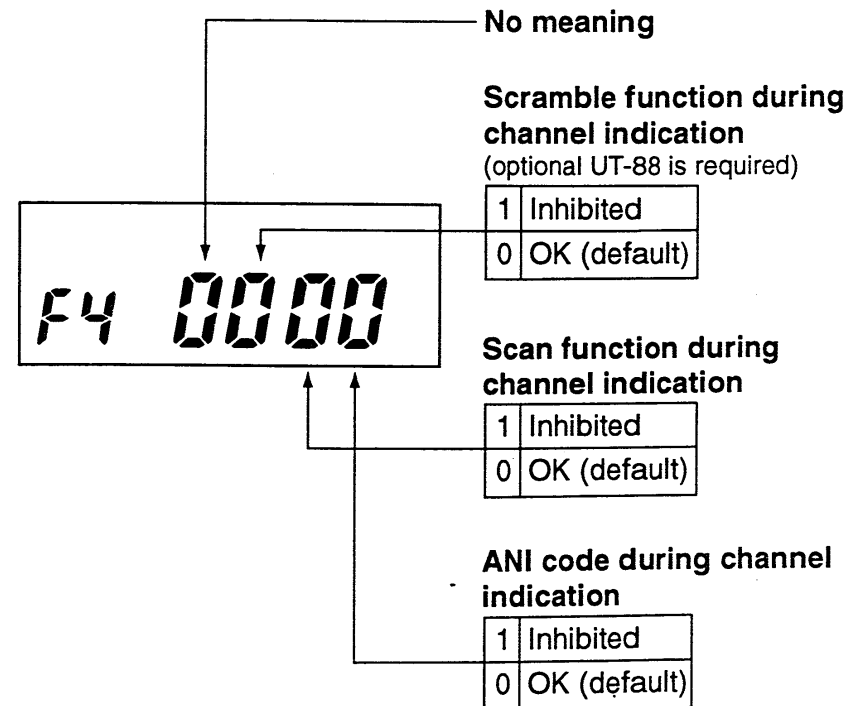 No meaning
Scramble function during
channel indication
(optional UT-88 is required)
1 Inhibited
0 OK (default)
F4 0000
Scan function during
channel indication
1 Inhibited
0 OK (default)
ANI code during channel
indication
1 Inhibited
0 OK (default)